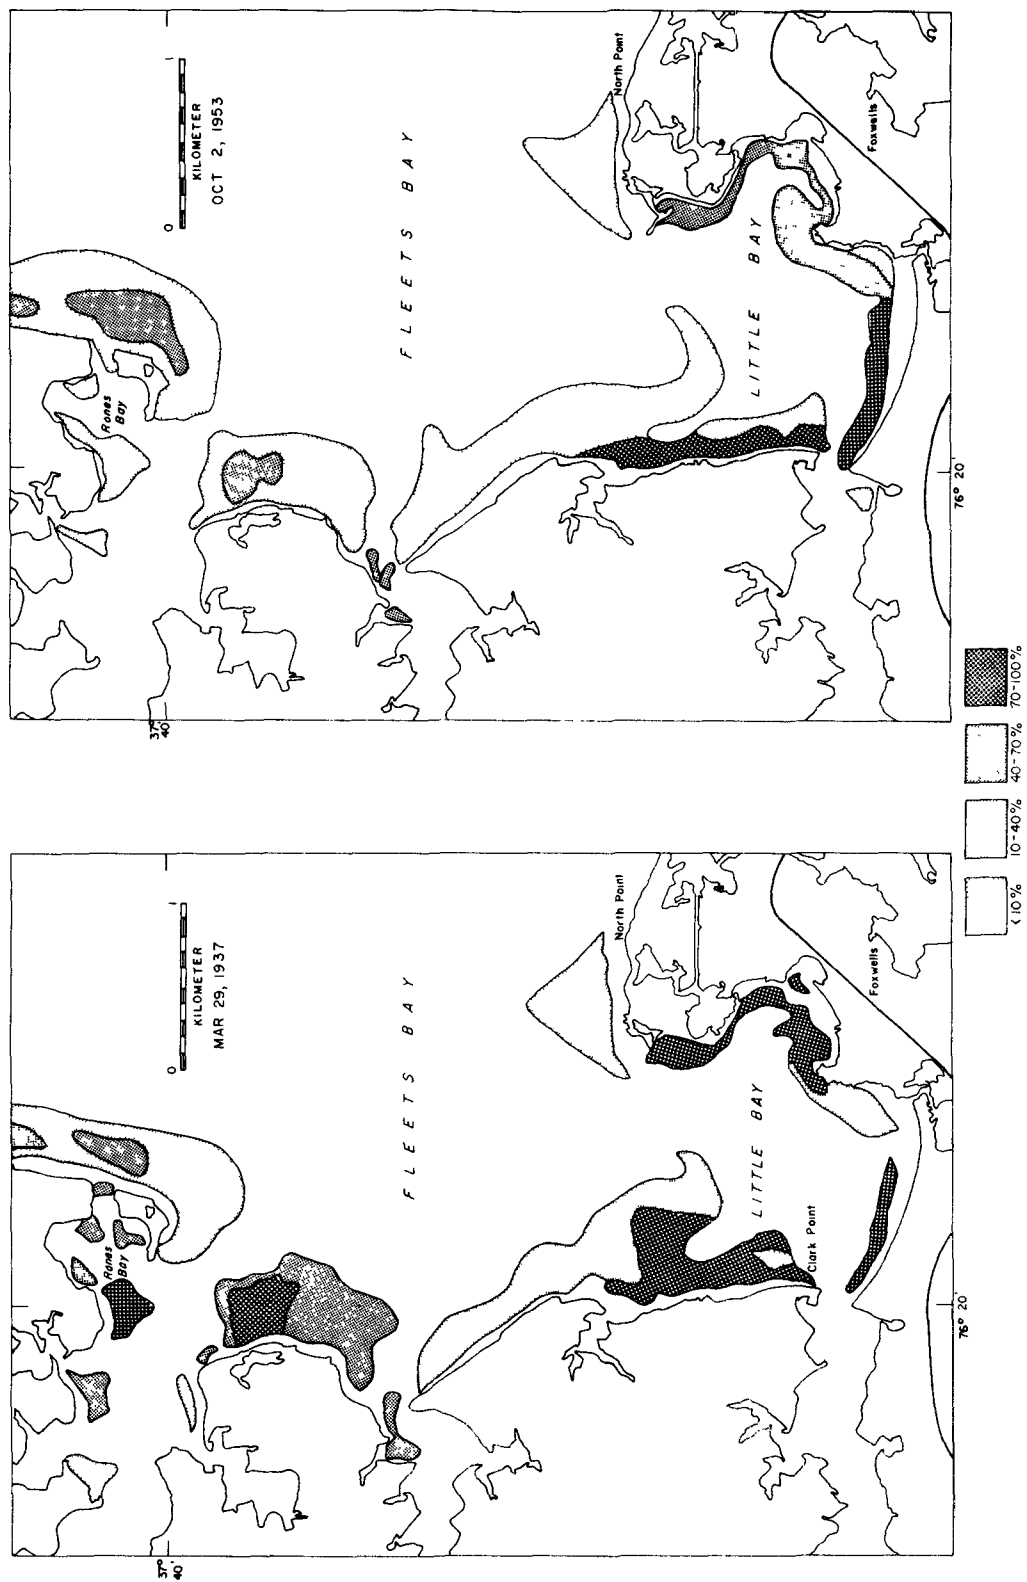 0 1
KILOMETER
OCT 2, 1953
FLEETS BAY
LITTLE BAY
North Point
Foxwells
Ranes
Bay
37°
40'
76° 20'
0 1
KILOMETER
MAR 29, 1937
FLEETS BAY
LITTLE BAY
North Point
Foxwells
Clark Point
Ranes
Bay
37°
40'
76° 20'
<10%
10-40%
40-70%
70-100%